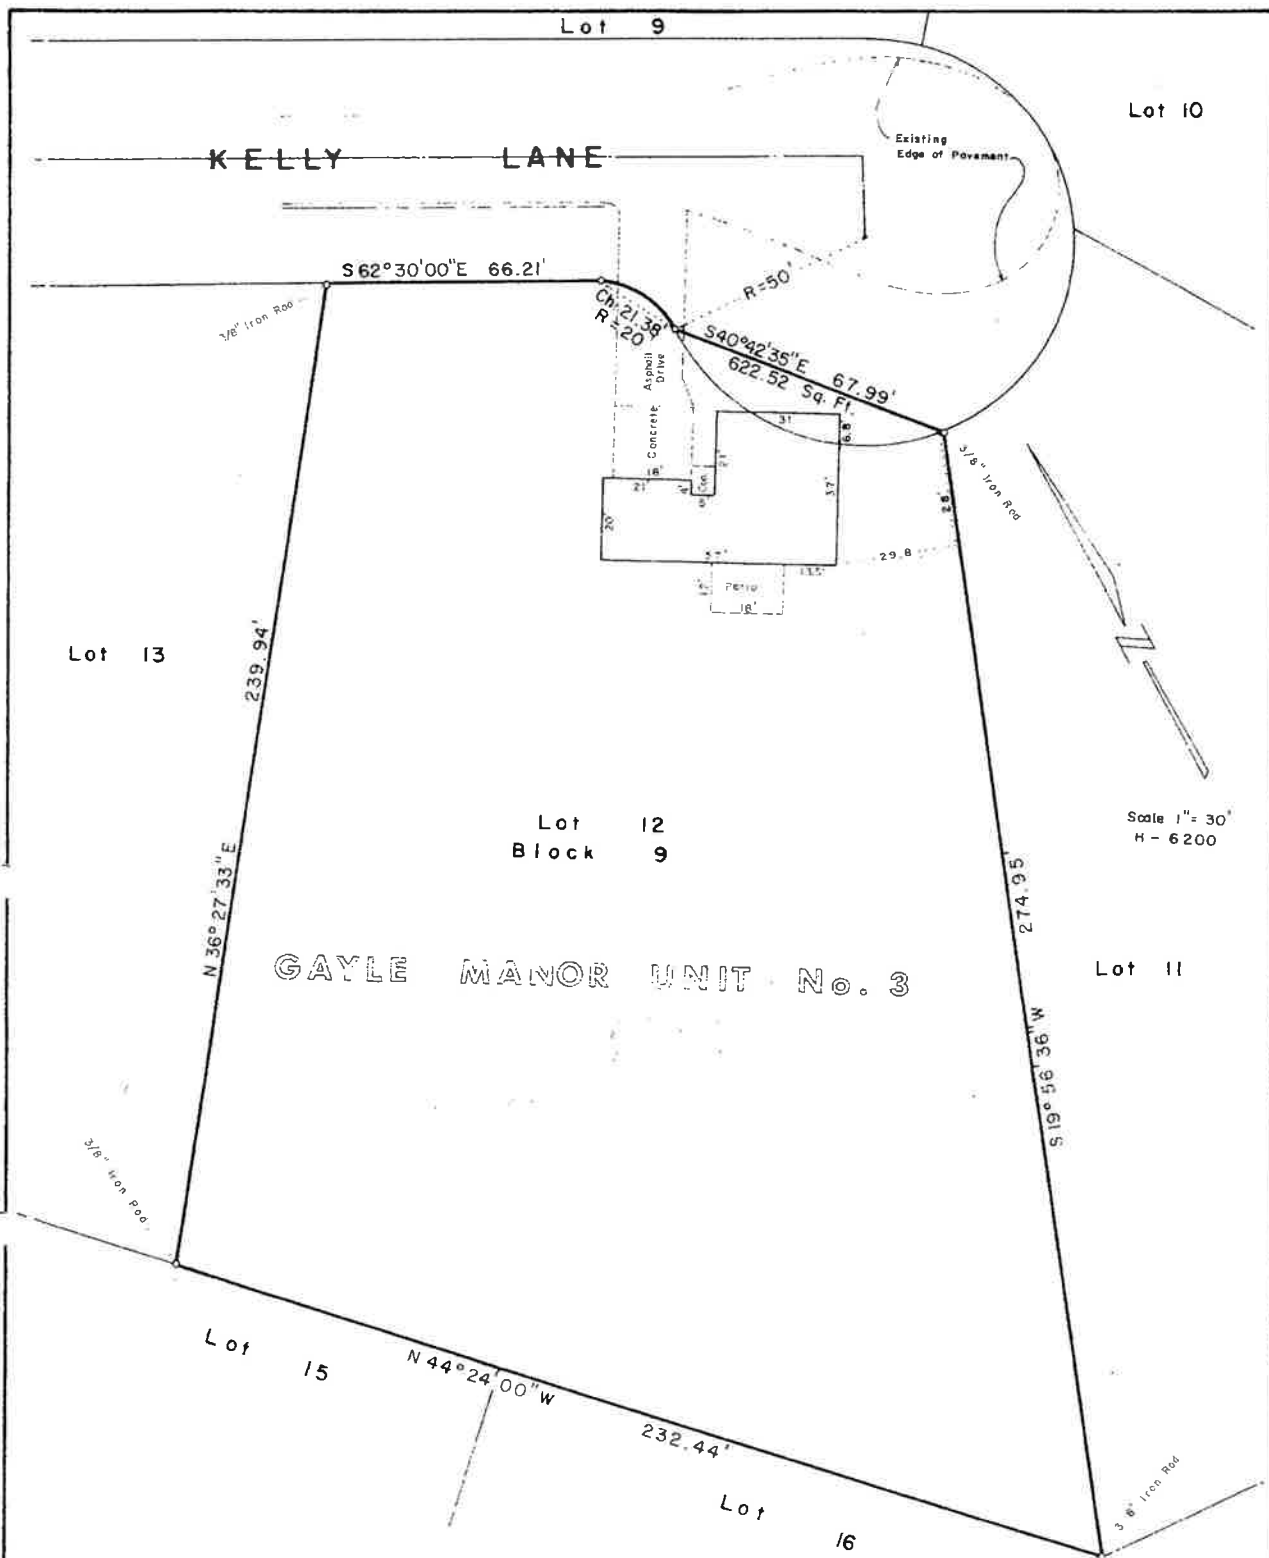 Lot 9
Lot 10
Existing
Edge of Pavement
KELLY LANE
S 62°30'00"E 66.21'
R=50'
3/8" Iron Rod
Ch. 21.38'
R = 20'
S40°42'35"E 67.99'
622.52 Sq. Ft.
Asphalt
Drive
Concrete
31'
6.8'
21'
3/8" Iron Rod
18'
21'
4'
Con.
37'
28'
20'
57'
29.8
13.5'
Patio
18'
Lot 13
239.94'
N 36°27'33"E
Lot 12
Block 9
Scale 1"= 30'
H - 6200
274.95'
GAYLE MANOR UNIT No. 3
Lot 11
S 19°56'36"W
3/8" Iron Rod
Lot 15
N 44°24'00"W
232.44'
Lot 16
3 8" Iron Rod